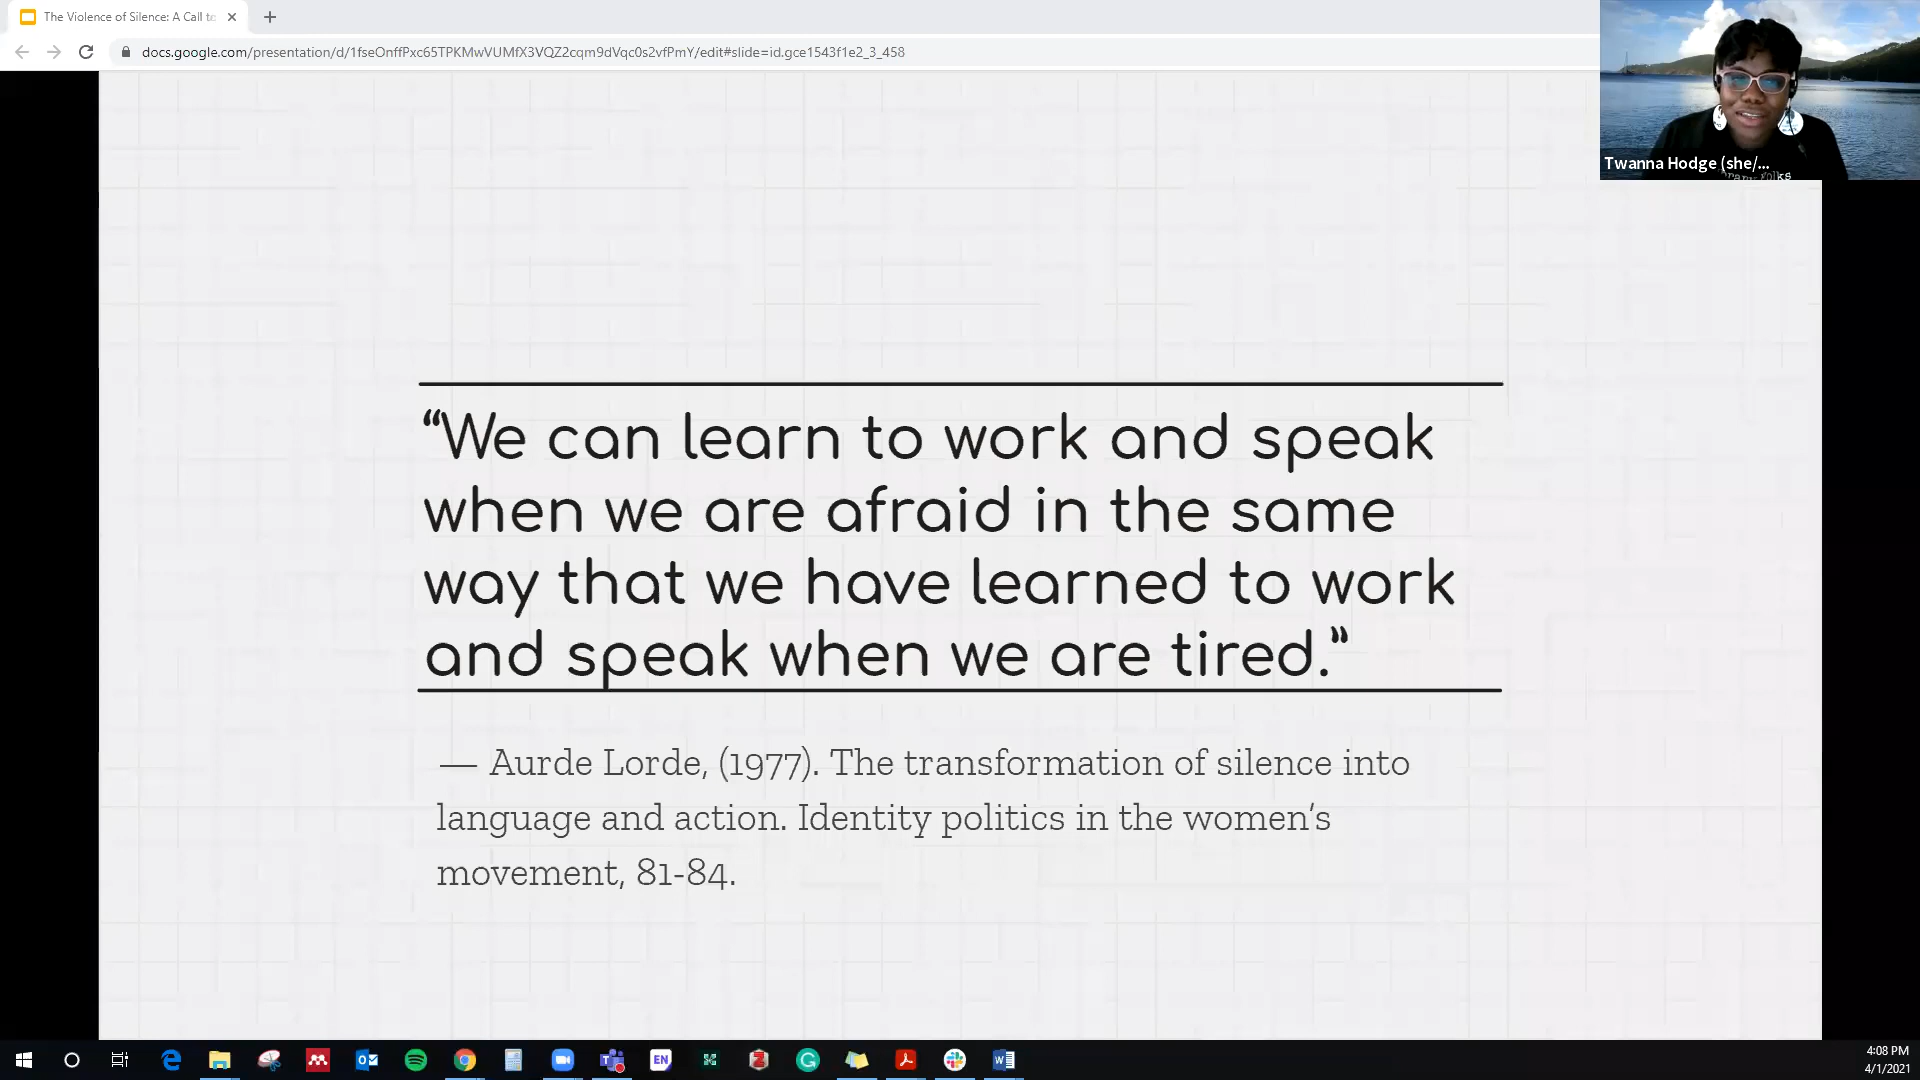 The Violence of Silence: A Call to
docs.google.com/presentation/d/1fseOnffPxc65TPKMwVUMfX3VQZ2cqm9dVqc0s2vfPmY/edit#slide=id.gce1543f1e2_3_458
Twanna Hodge (she/...
“We can learn to work and speak
when we are afraid in the same
way that we have learned to work
and speak when we are tired.”
— Aurde Lorde, (1977). The transformation of silence into
language and action. Identity politics in the women’s
movement, 81-84.
EN
4:08 PM
4/1/2021